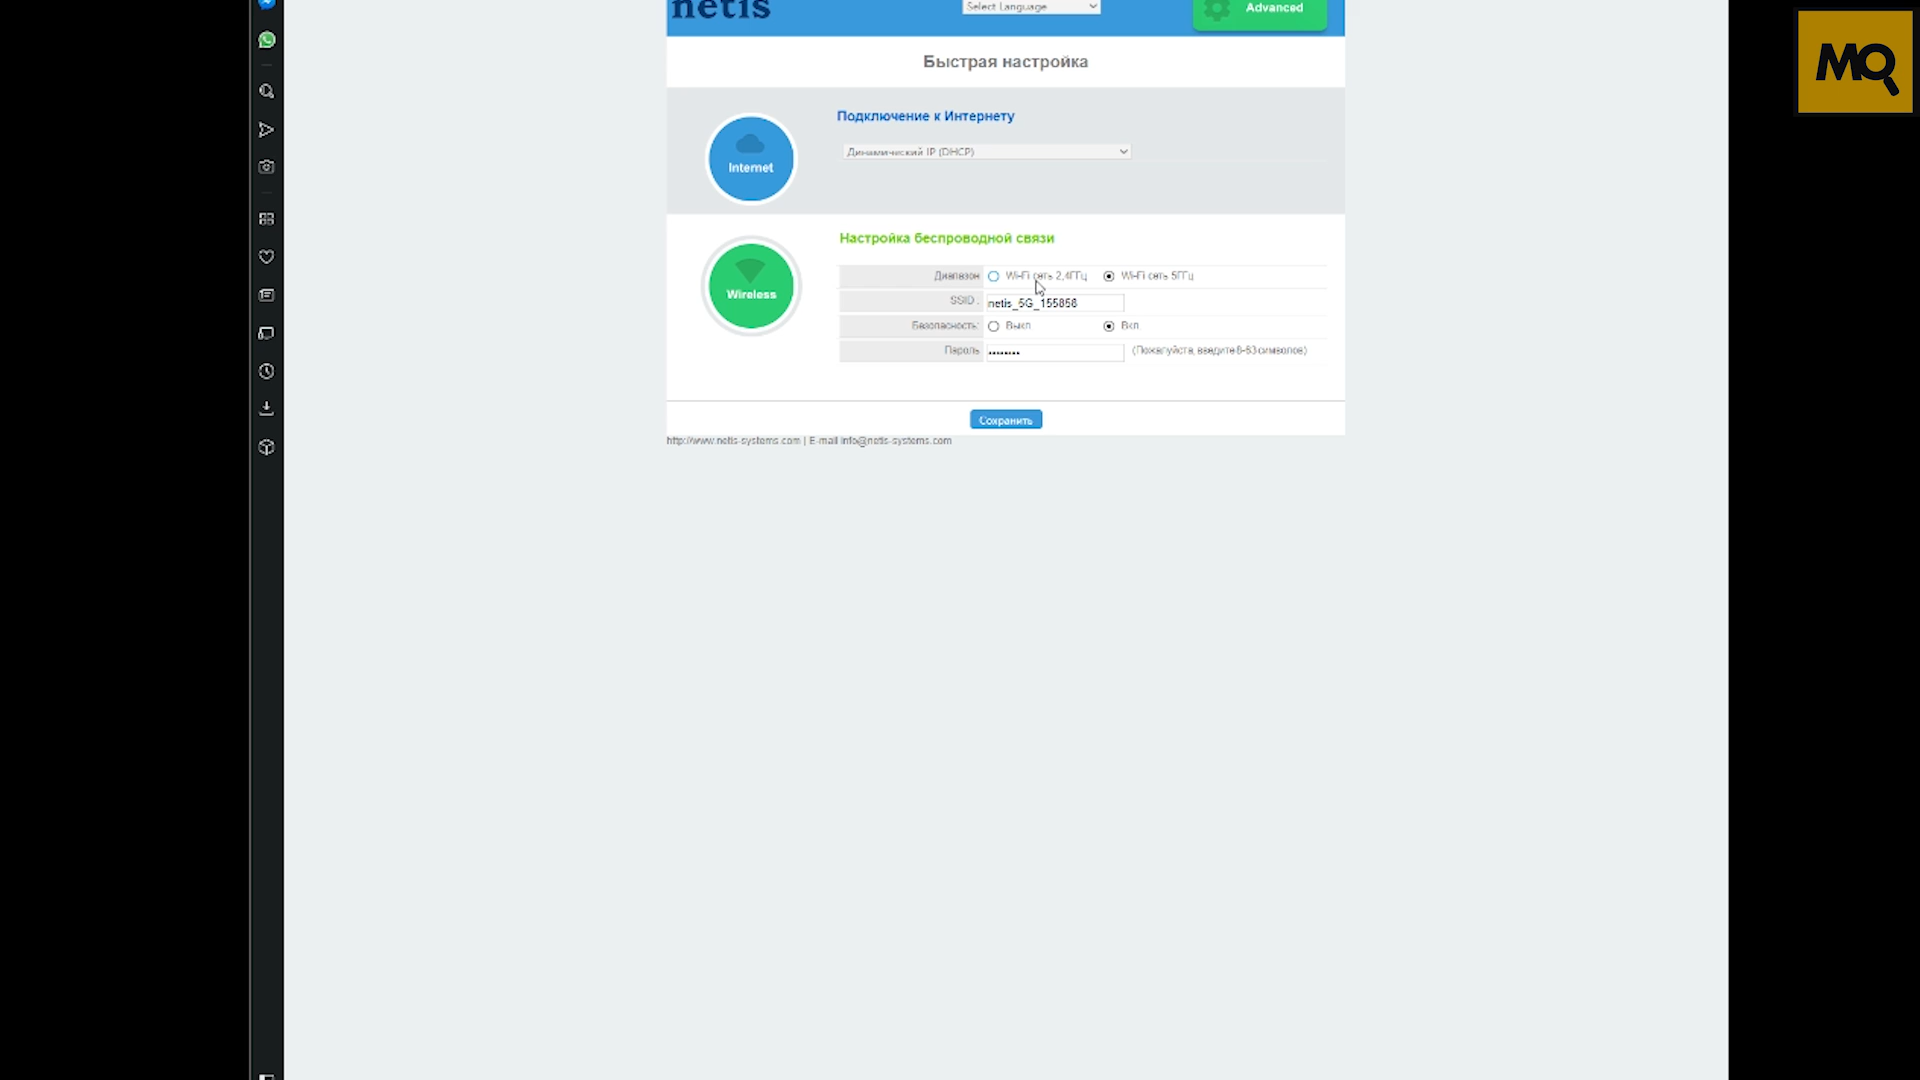 netis
Select Language
Advanced
MQ
Быстрая настройка
Подключение к Интернету
Динамический IP (DHCP)
Internet
Настройка беспроводной связи
Диапазон
Wi-Fi сеть 2,4ГГц
Wi-Fi сеть 5ГГц
Wireless
SSID :
netis_5G_155858
Безопасность:
Выкл
Вкл
Пароль
••••••••
(Пожалуйста, введите 8-63 символов)
Сохранить
http://www.netis-systems.com | E-mail info@netis-systems.com